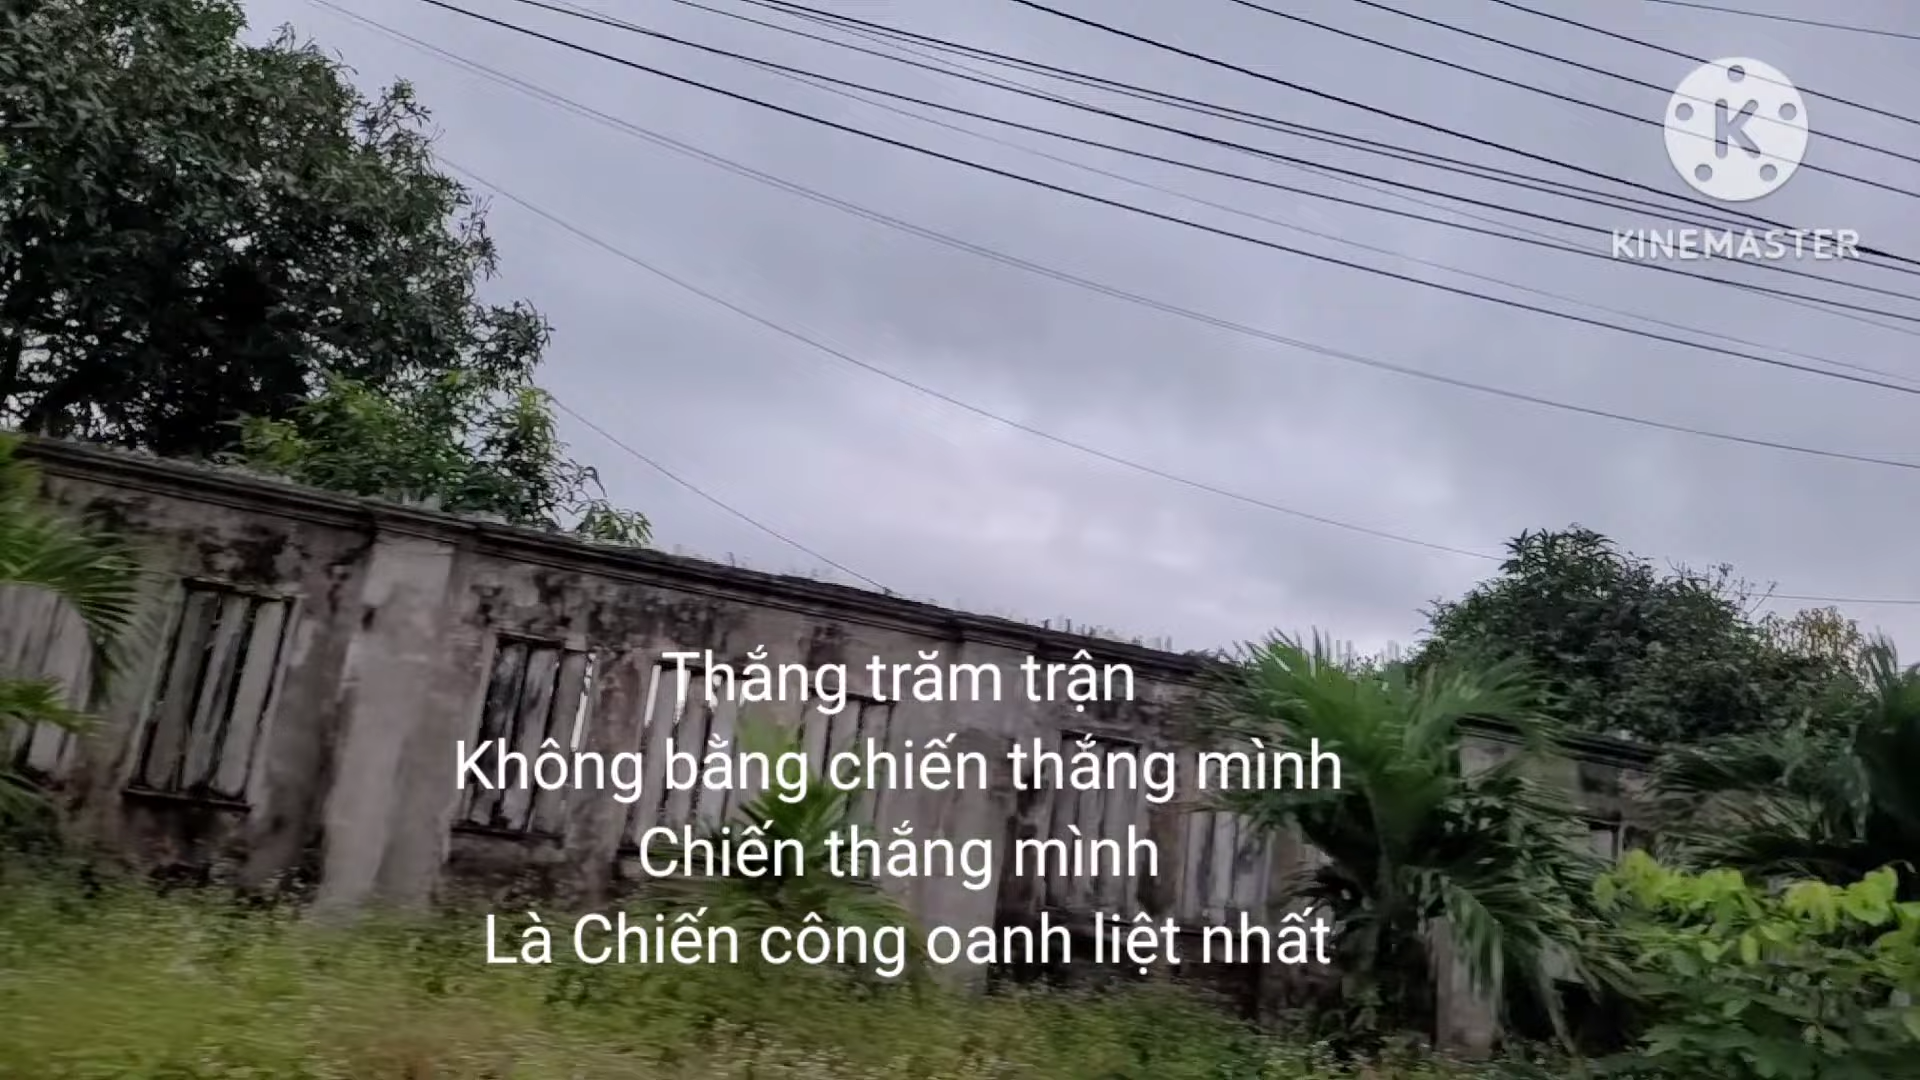 K
KINEMASTER
Thắng trăm trận
Không bằng chiến thắng mình
Chiến thắng mình
Là Chiến công oanh liệt nhất